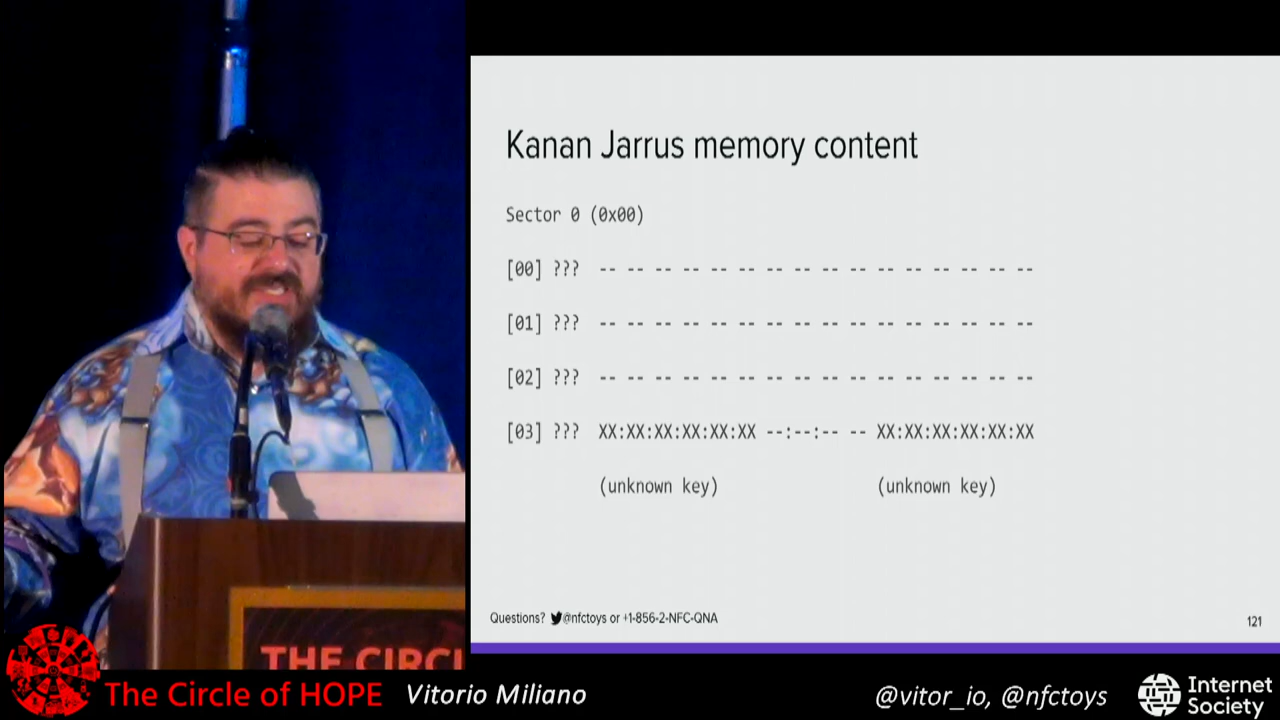 Kanan Jarrus memory content
Sector 0 (0x00)
[00] ??? -- -- -- -- -- -- -- -- -- -- -- -- -- -- -- --
[01] ??? -- -- -- -- -- -- -- -- -- -- -- -- -- -- -- --
[02] ??? -- -- -- -- -- -- -- -- -- -- -- -- -- -- -- --
[03] ??? XX:XX:XX:XX:XX:XX --:--:-- -- XX:XX:XX:XX:XX:XX
(unknown key) (unknown key)
Questions? @nfctoys or +1-856-2-NFC-QNA
121
THE CIRCL
The Circle of HOPE Vitorio Miliano @vitor_io, @nfctoys Internet Society